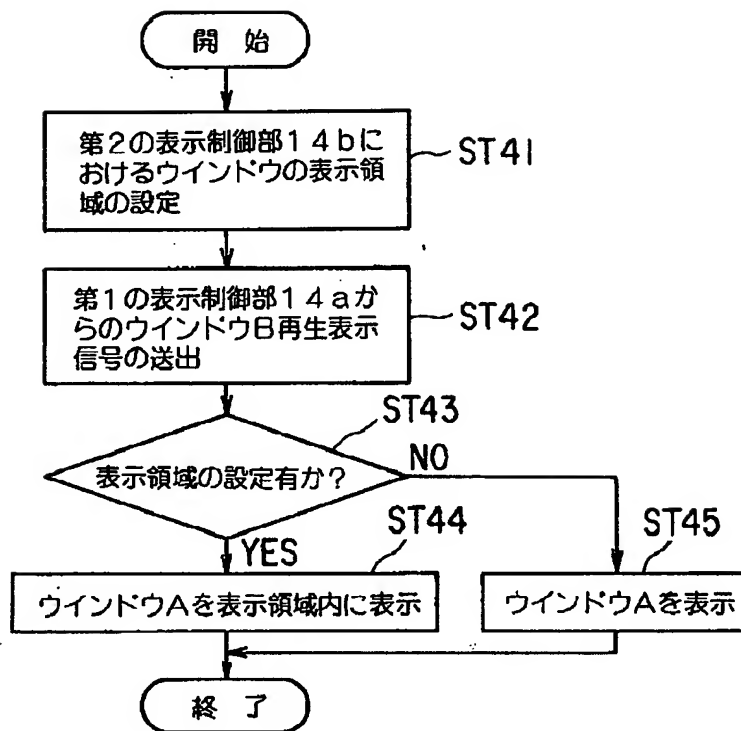 開 始
第２の表示制御部１４ｂに
おけるウインドウの表示領
域の設定
ST41
第１の表示制御部１４ａか
らのウインドウＢ再生表示
信号の送出
ST42
ST43
表示領域の設定有か？
NO
YES
ST44
ST45
ウインドウＡを表示領域内に表示
ウインドウＡを表示
終 了